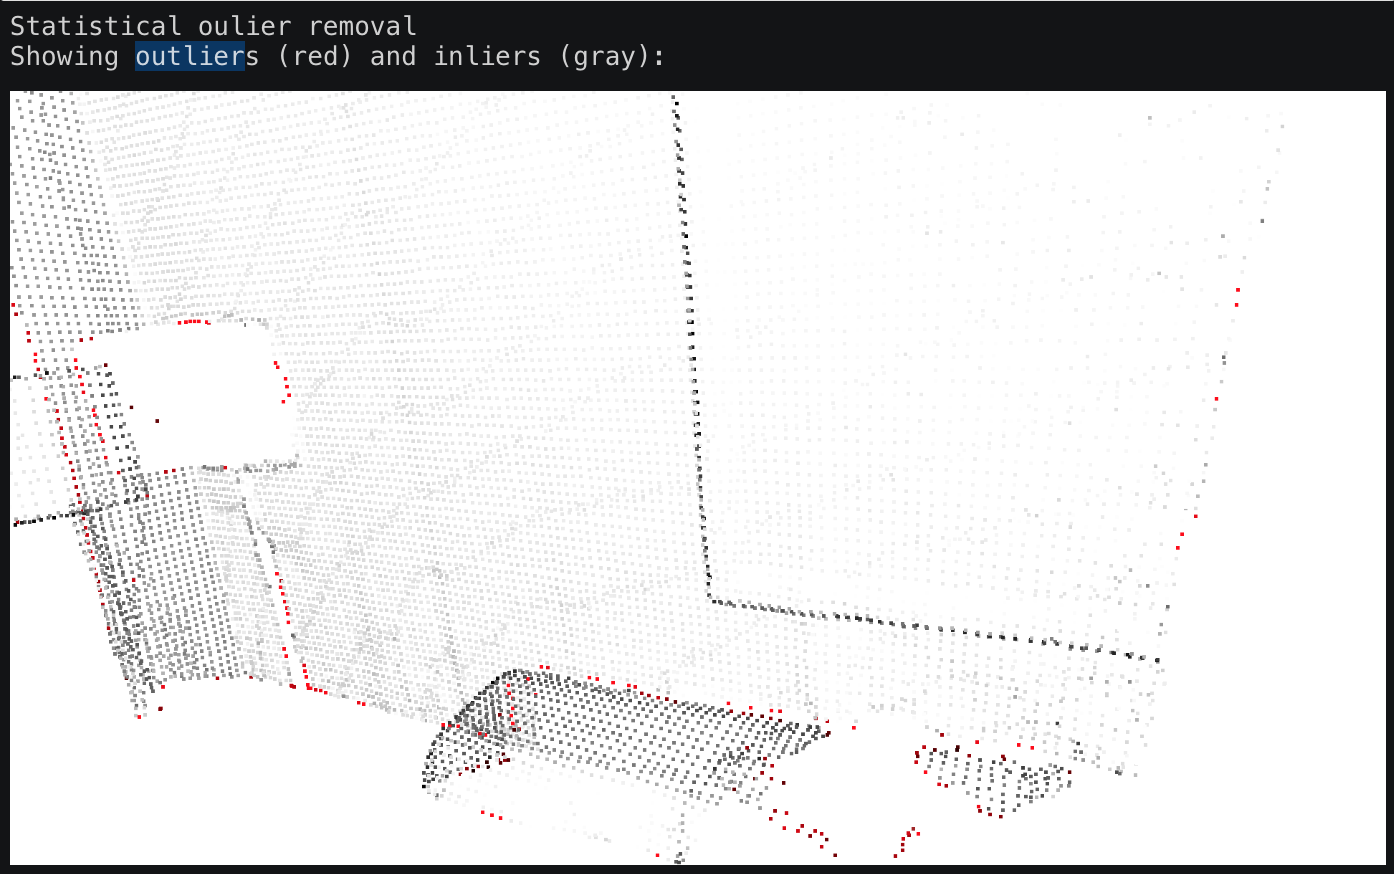 Statistical oulier removal
Showing outliers (red) and inliers (gray):